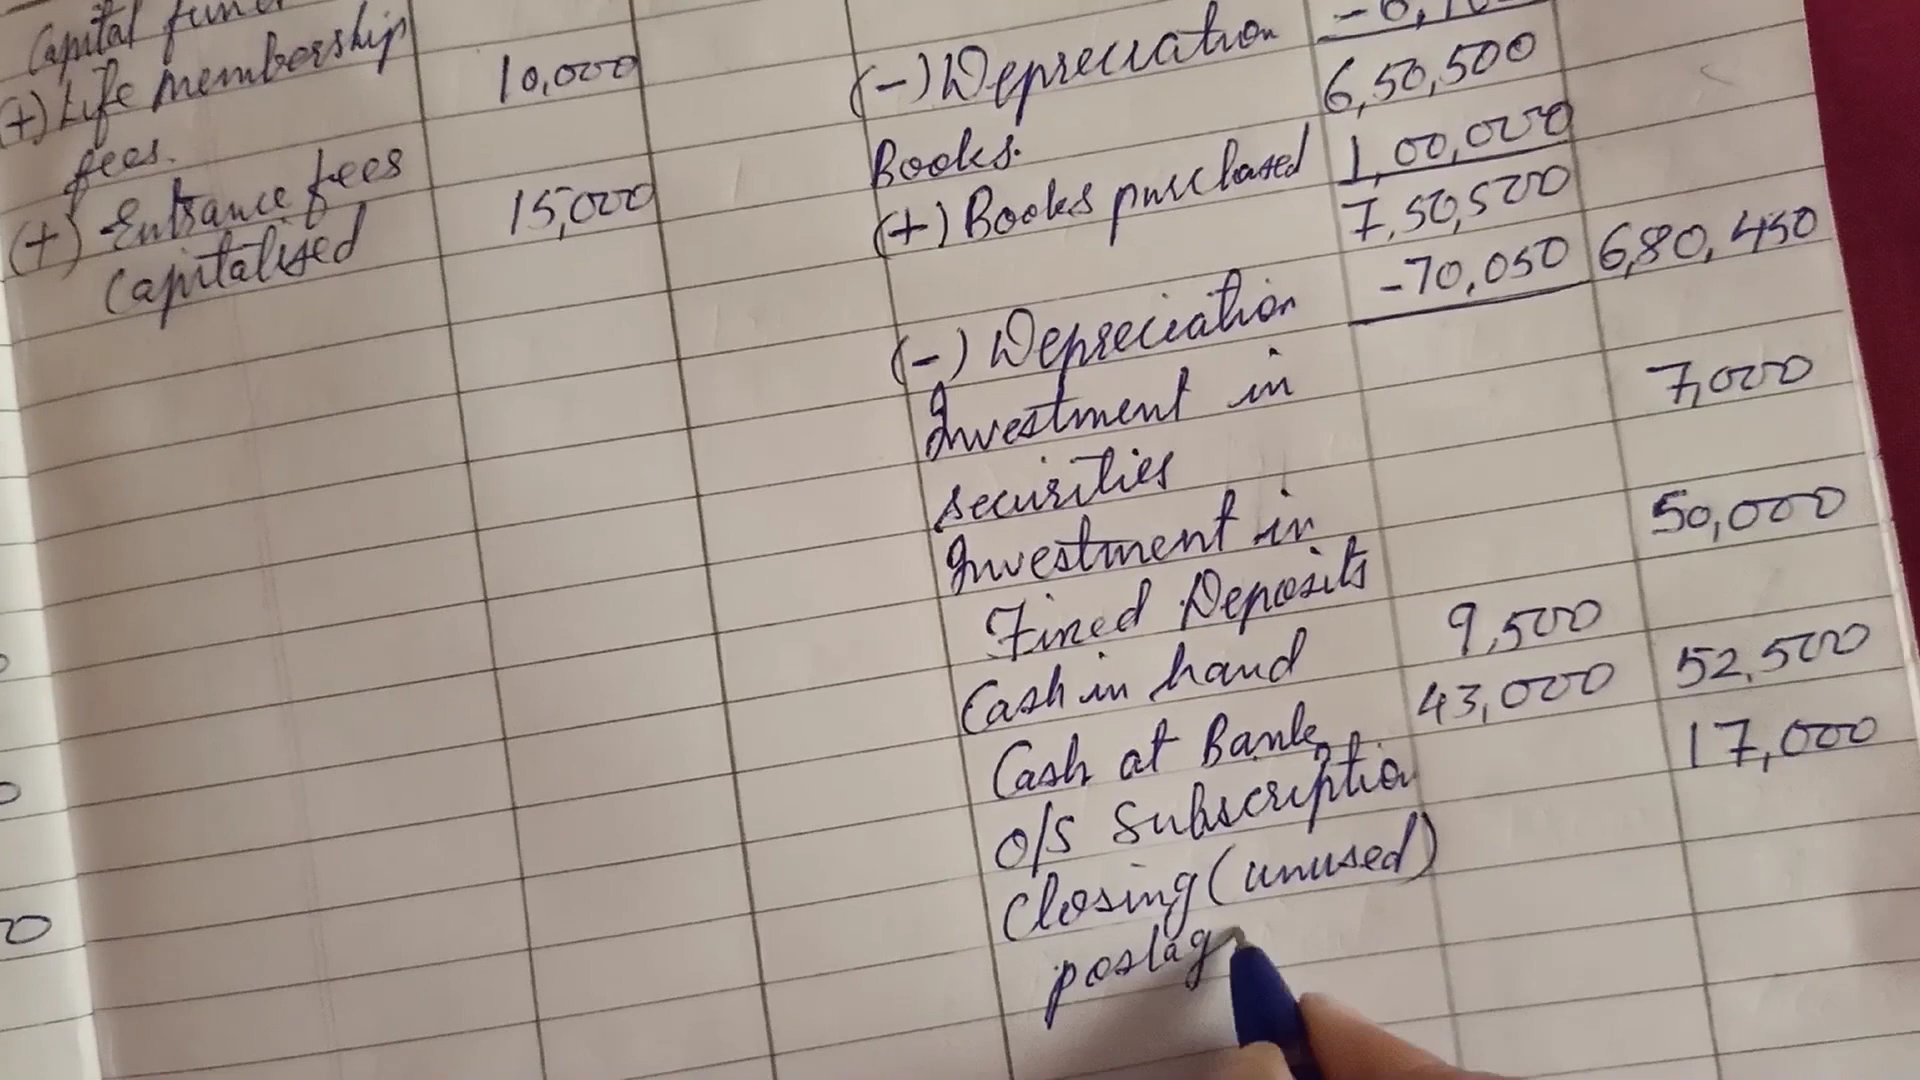 Capital fund
(+) Life membership 10,000
fees.
(+) Entrance fees 15,000
Capitalised
(-) Depreciation
6,50,500
Books.
(+) Books purchased 1,00,000
7,50,500
(-) Depreciation -70,050 6,80,450
Investment in 7,000
securities
Investment in 50,000
Fixed Deposits
Cash in hand 9,500
Cash at Bank 43,000 52,500
O/S Subscription 17,000
Closing (unused)
postag